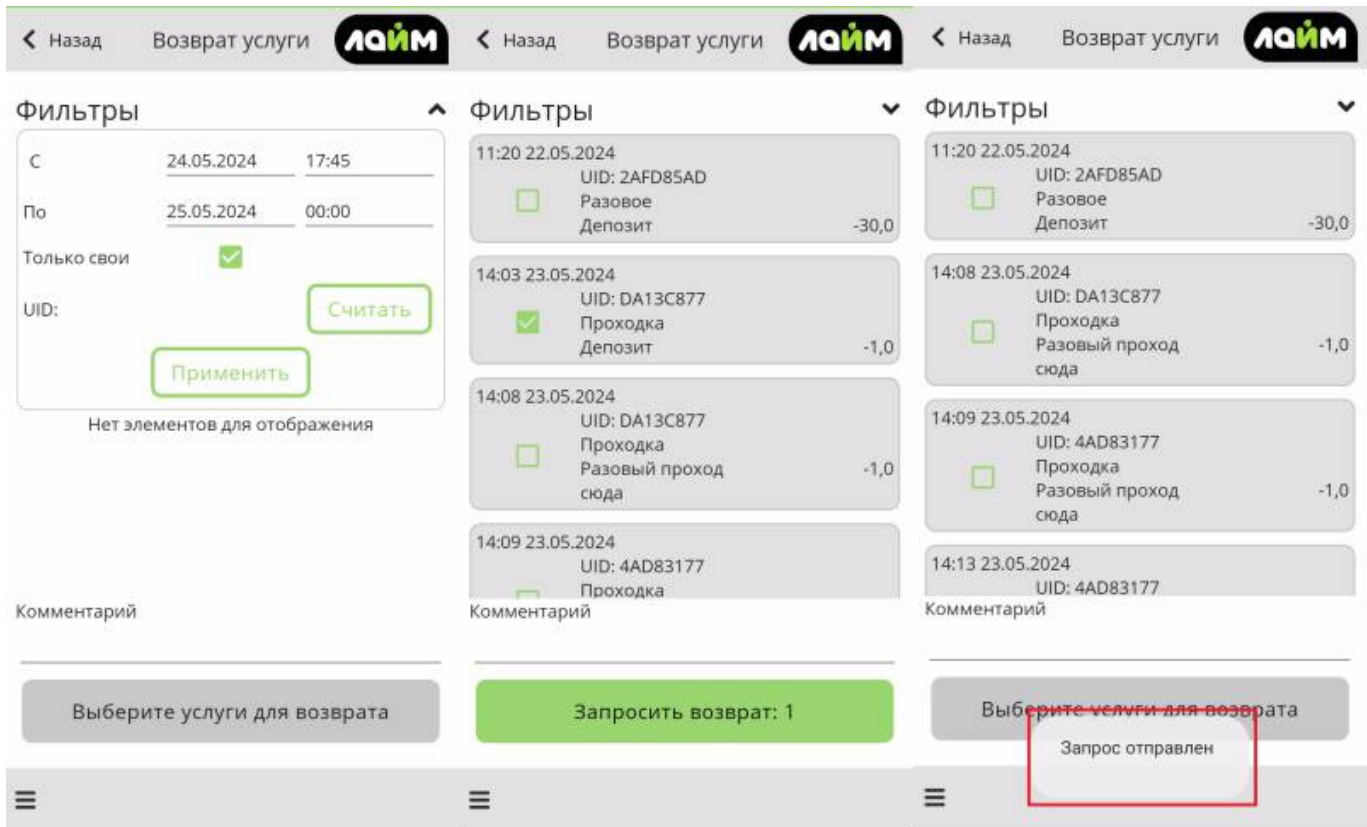 Назад
Возврат услуги
лайм
Фильтры
С 24.05.2024 17:45
По 25.05.2024 00:00
Только свои
UID: Считать
Применить
Нет элементов для отображения
Комментарий
Выберите услуги для возврата
Назад
Возврат услуги
лайм
Фильтры
11:20 22.05.2024
UID: 2AFD85AD
Разовое
Депозит -30,0
14:03 23.05.2024
UID: DA13C877
Проходка
Депозит -1,0
14:08 23.05.2024
UID: DA13C877
Проходка
Разовый проход -1,0
сюда
14:09 23.05.2024
UID: 4AD83177
Проходка
Комментарий
Запросить возврат: 1
Назад
Возврат услуги
лайм
Фильтры
11:20 22.05.2024
UID: 2AFD85AD
Разовое
Депозит -30,0
14:08 23.05.2024
UID: DA13C877
Проходка
Разовый проход -1,0
сюда
14:09 23.05.2024
UID: 4AD83177
Проходка
Разовый проход -1,0
сюда
14:13 23.05.2024
UID: 4AD83177
Комментарий
Выберите услуги для возврата
Запрос отправлен